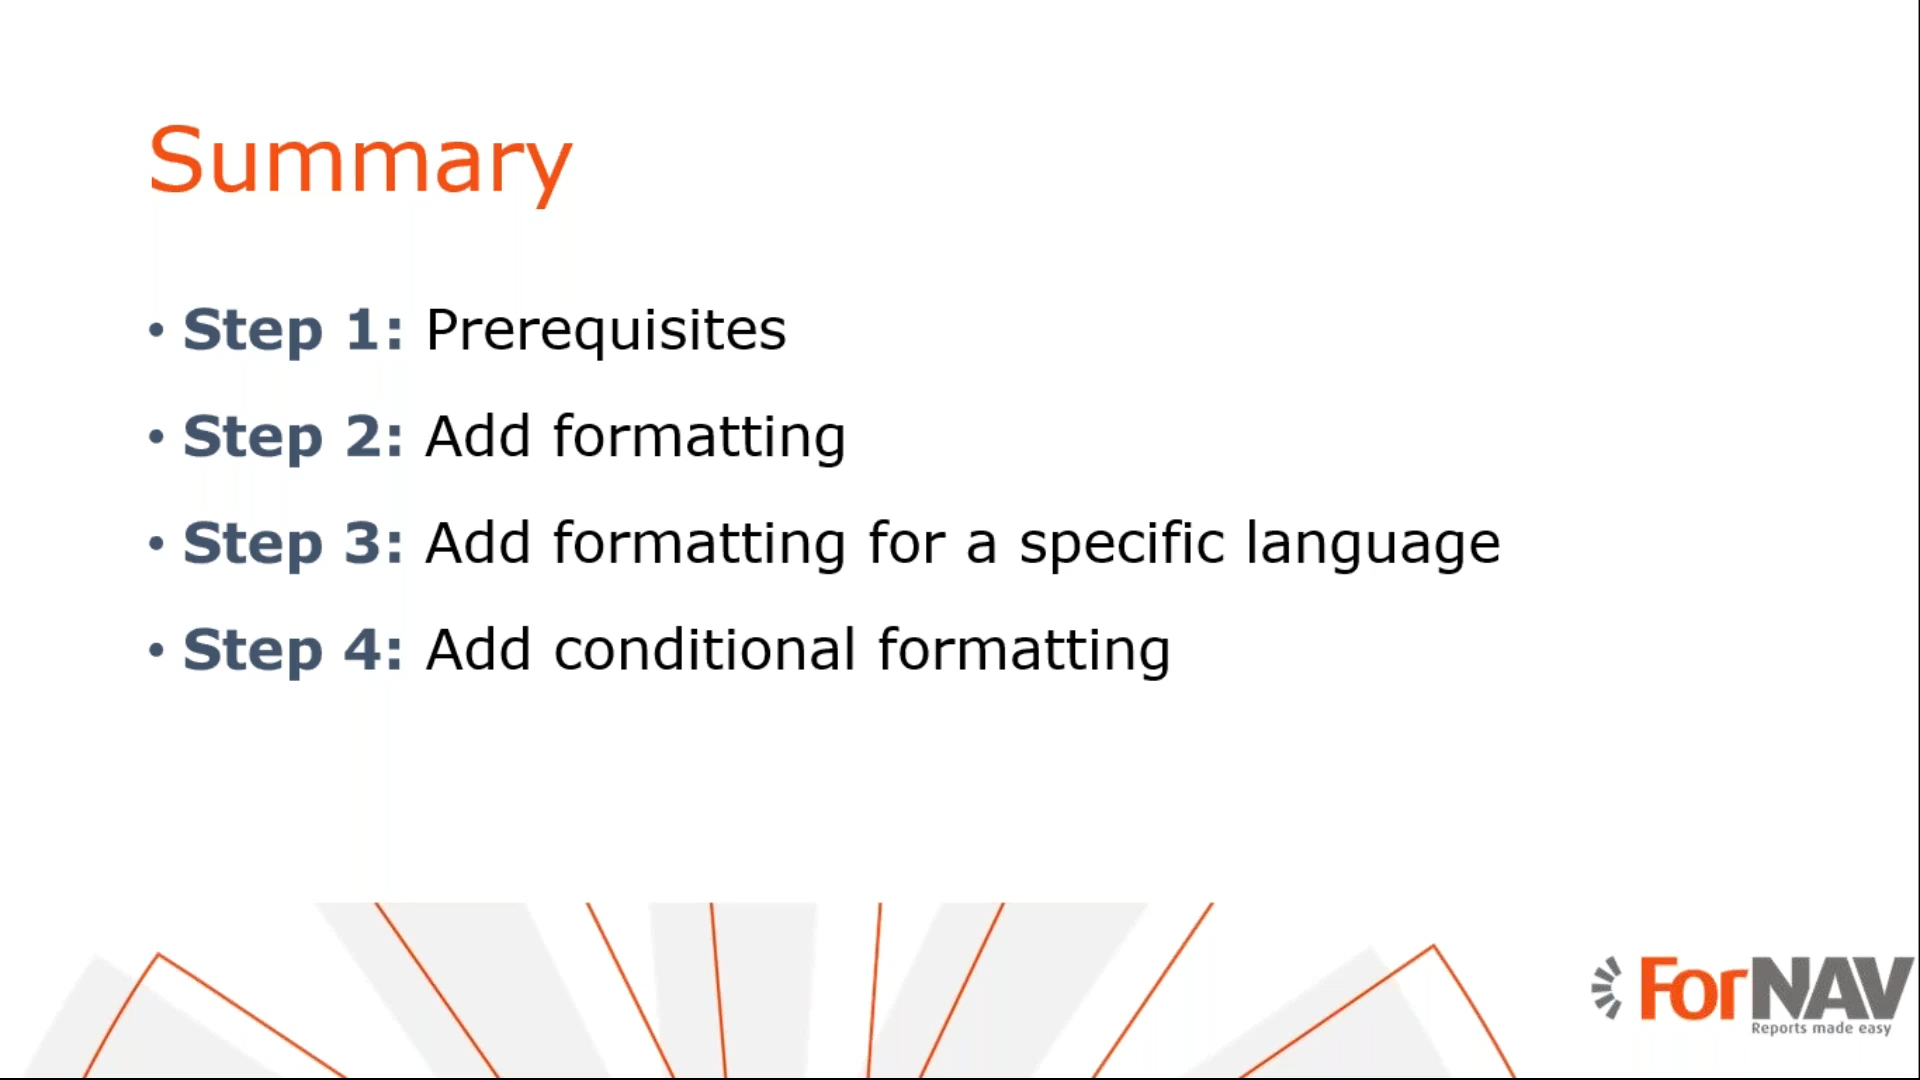 Summary
• Step 1: Prerequisites
• Step 2: Add formatting
• Step 3: Add formatting for a specific language
• Step 4: Add conditional formatting
ForNAV
Reports made easy